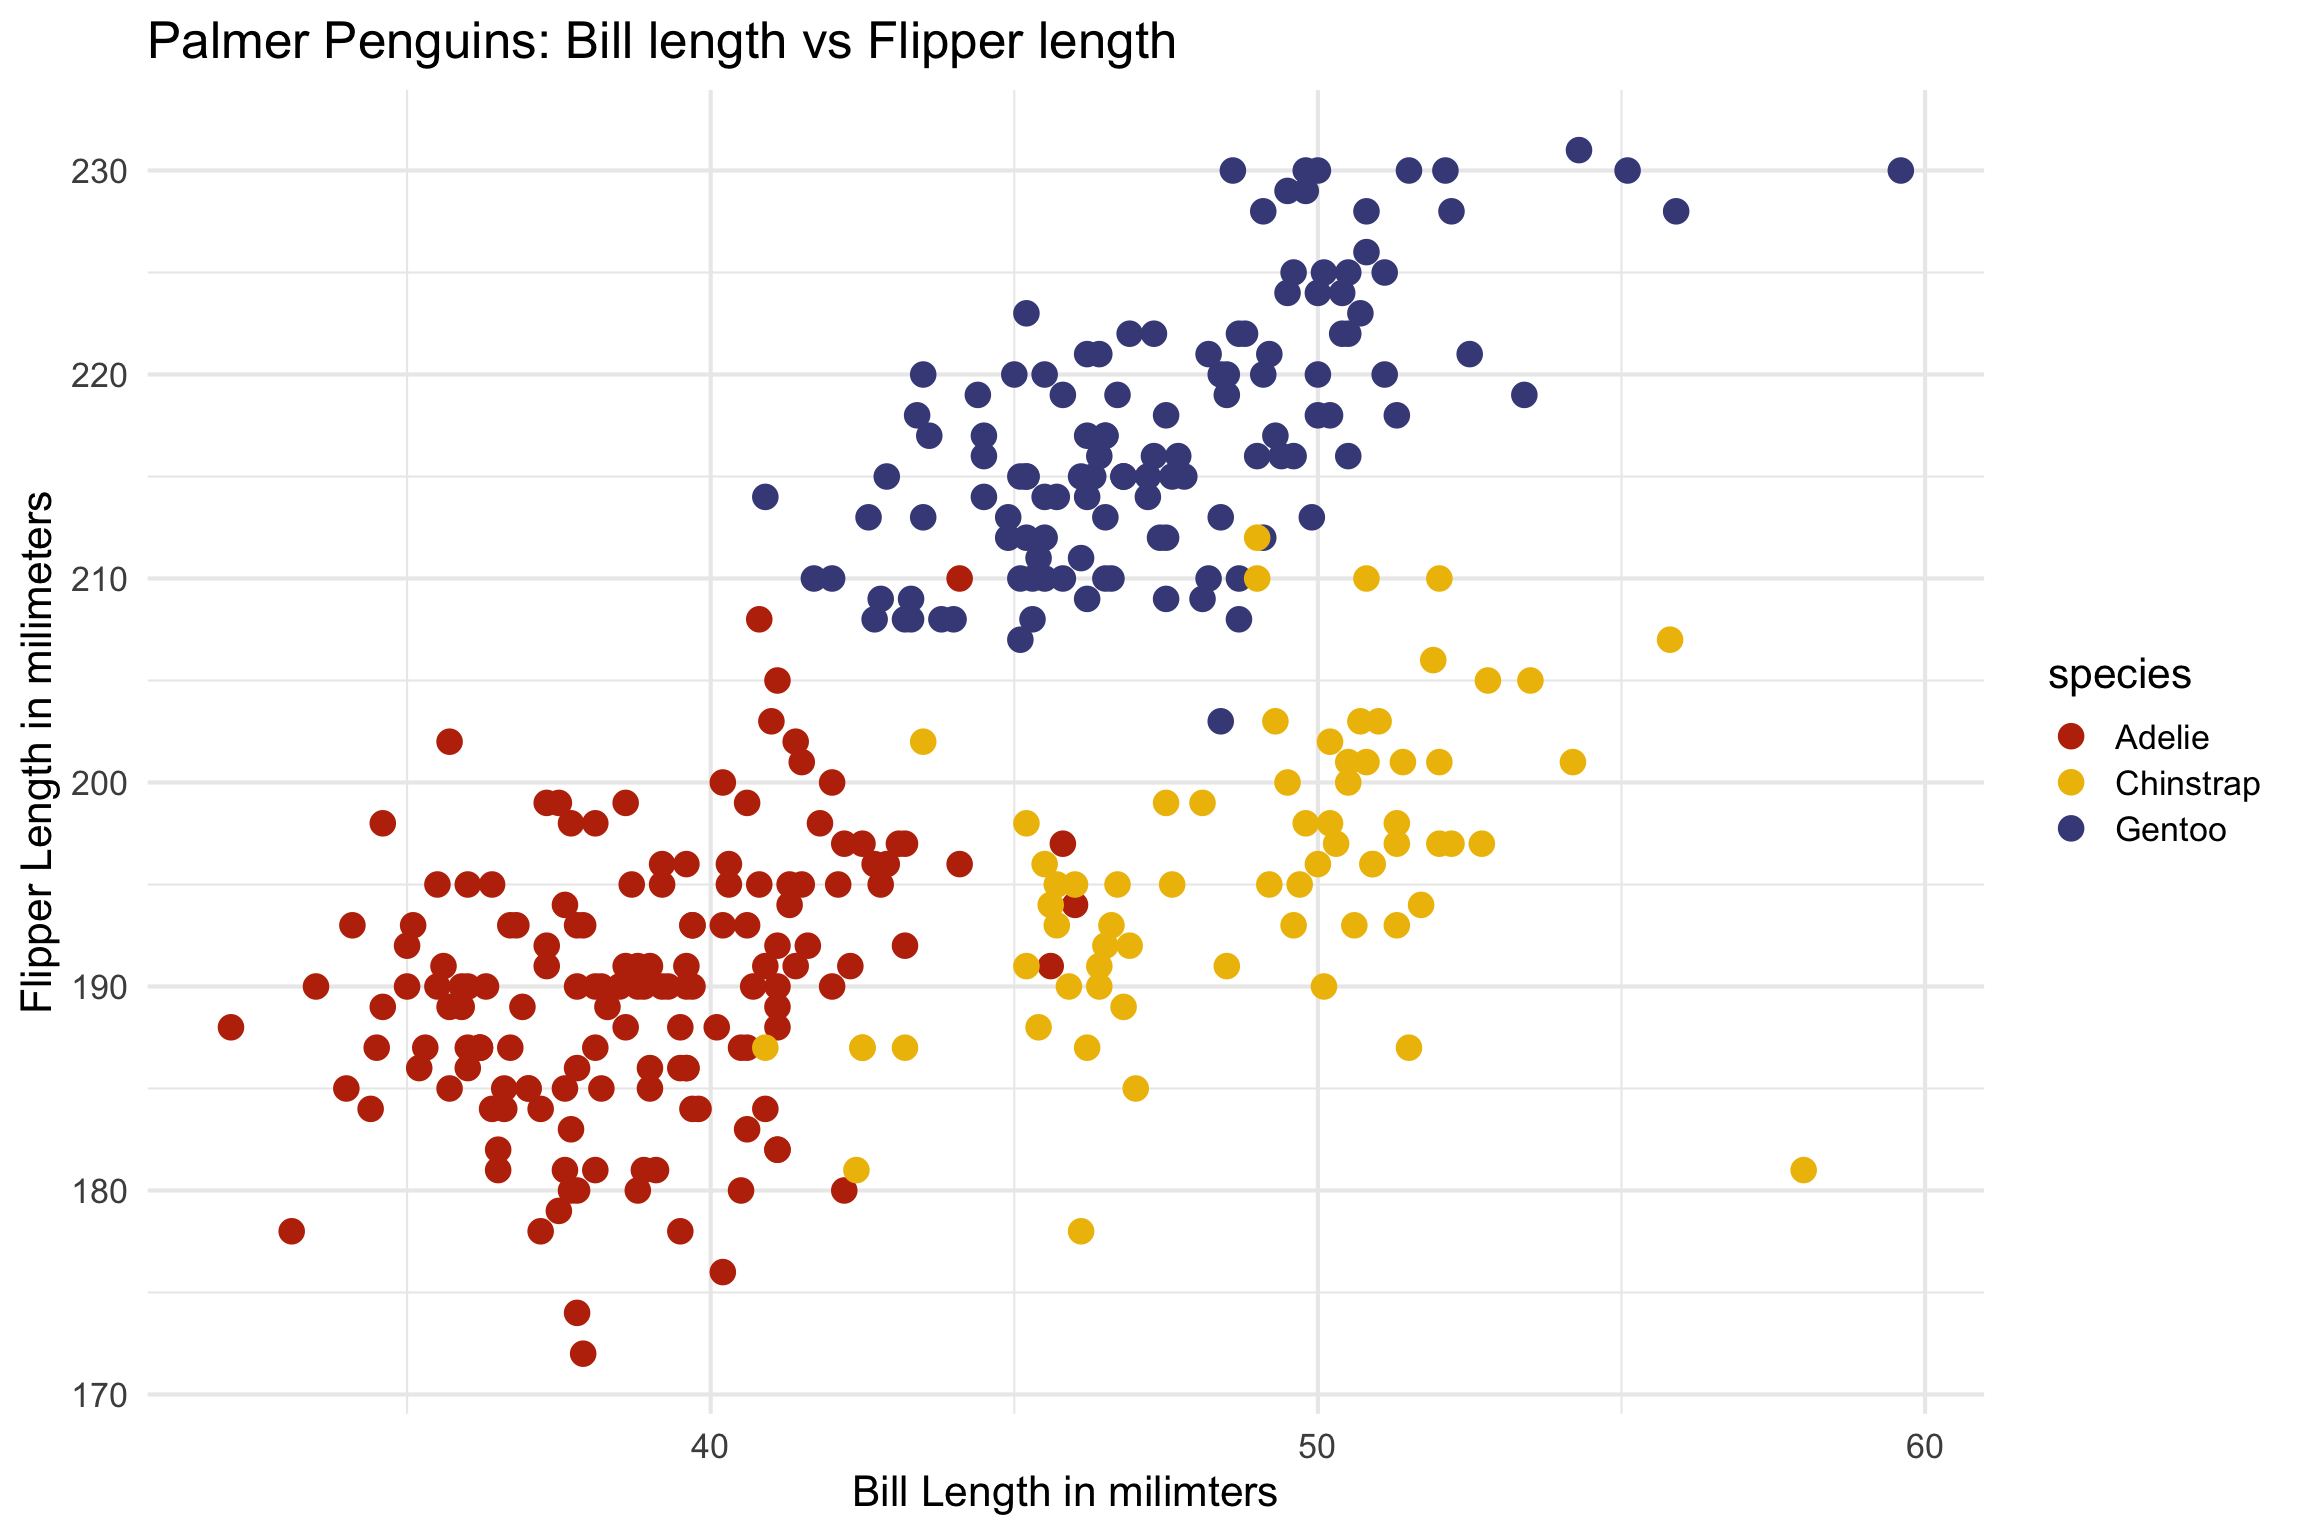 Palmer Penguins: Bill length vs Flipper length
Flipper Length in milimeters
230
220
210
200
190
180
170
40
50
60
Bill Length in milimters
species
Adelie
Chinstrap
Gentoo